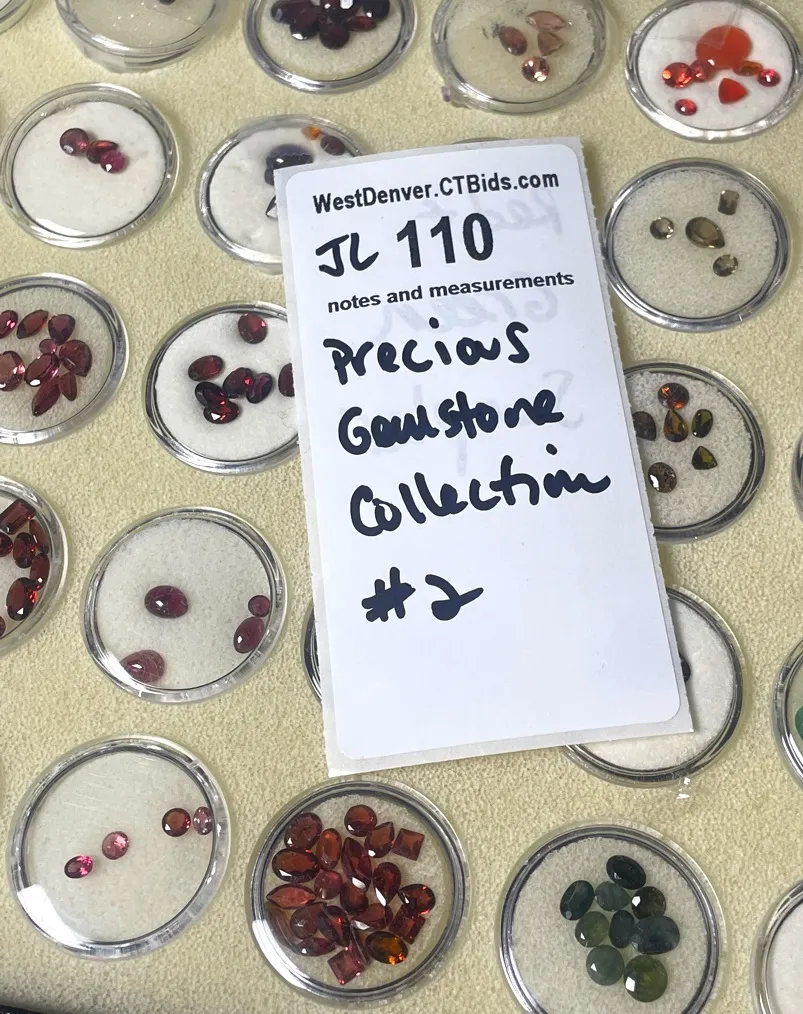 WestDenver.CTBids.com
JL 110
notes and measurements
Precious
Gemstone
Collection
#2